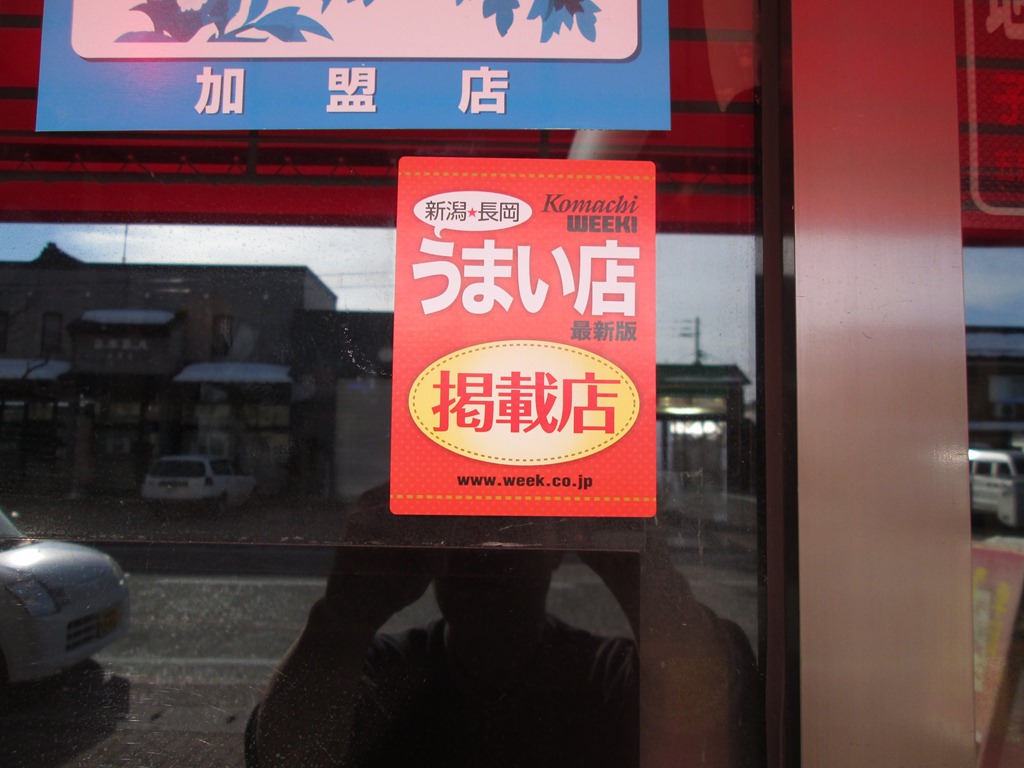 加盟店
新潟★長岡
Komachi
WEEK!
うまい店
最新版
掲載店
www.week.co.jp